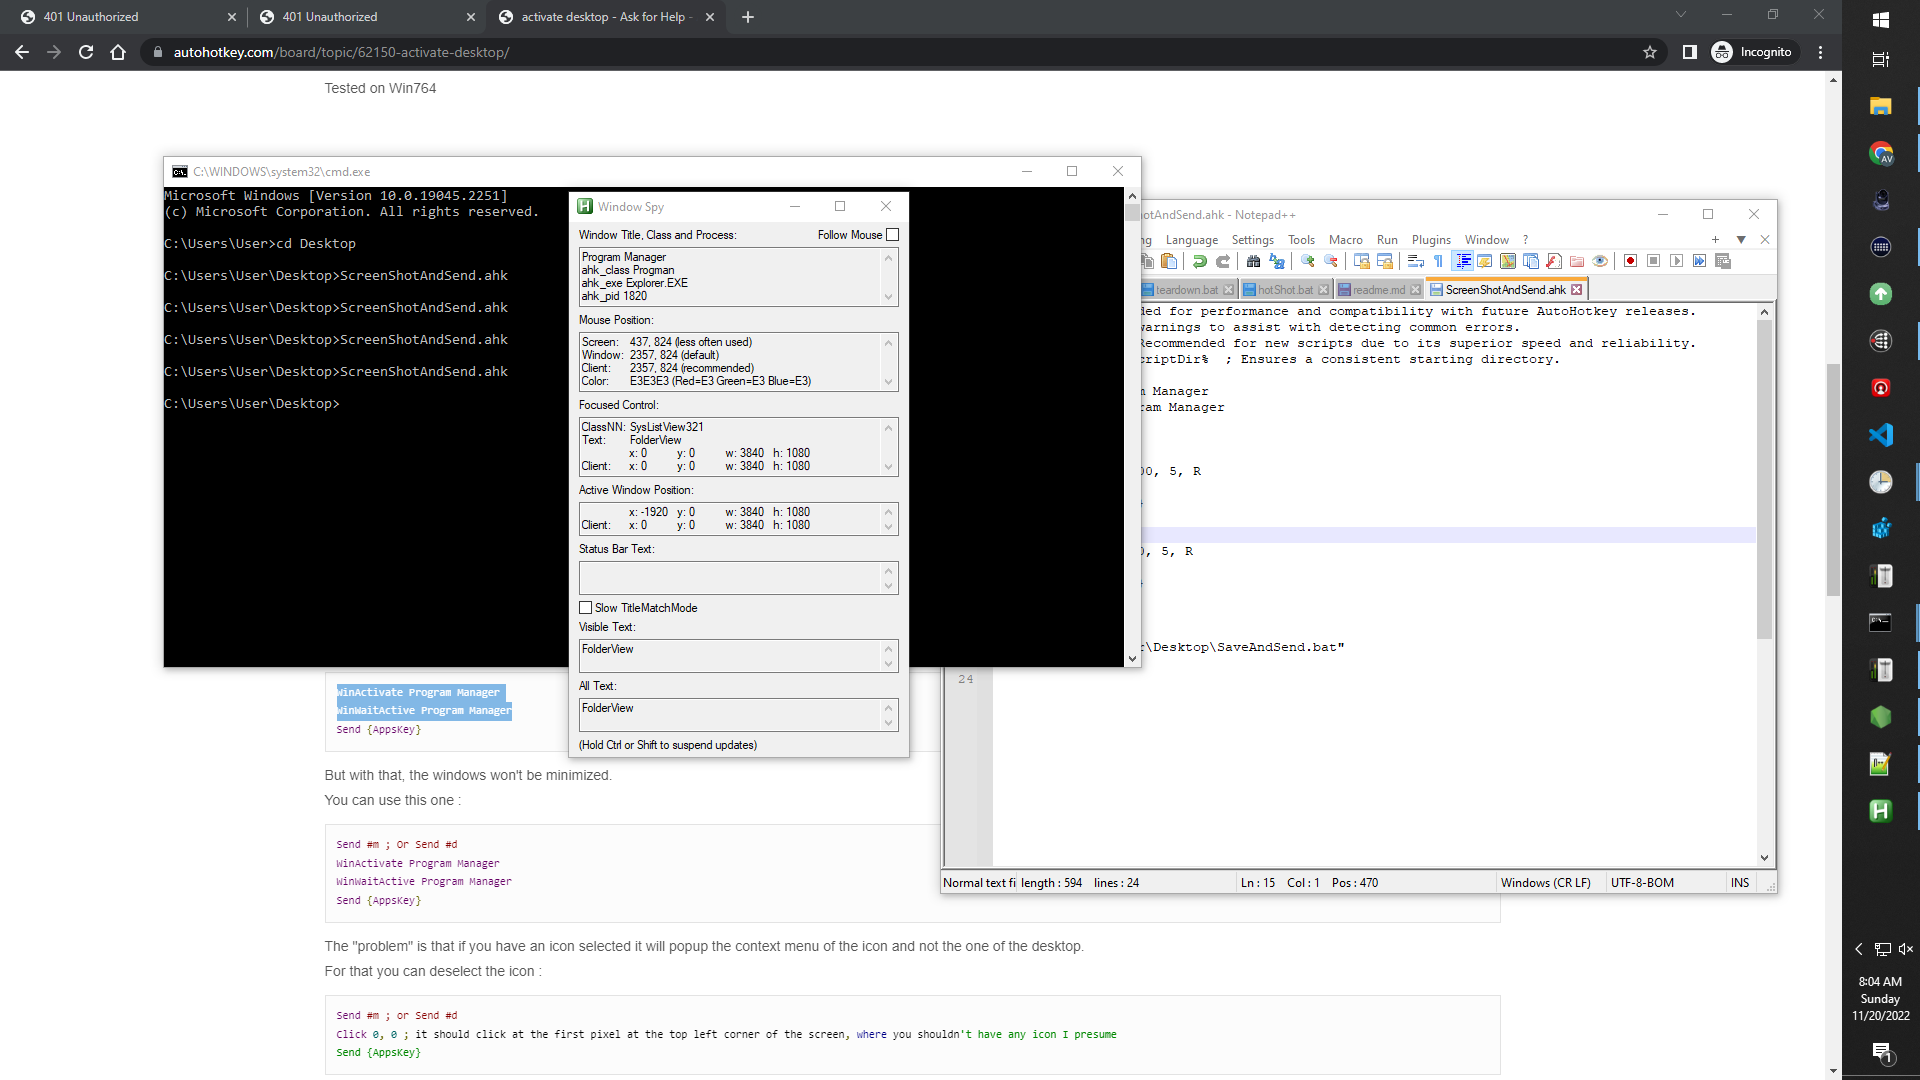 401 Unauthorized
401 Unauthorized
activate desktop - Ask for Help -
autohotkey.com/board/topic/62150-activate-desktop/
Incognito
Tested on Win764
C:\WINDOWS\system32\cmd.exe
Microsoft Windows [Version 10.0.19045.2251]
(c) Microsoft Corporation. All rights reserved.
C:\Users\User>cd Desktop
C:\Users\User\Desktop>ScreenShotAndSend.ahk
C:\Users\User\Desktop>ScreenShotAndSend.ahk
C:\Users\User\Desktop>ScreenShotAndSend.ahk
C:\Users\User\Desktop>ScreenShotAndSend.ahk
C:\Users\User\Desktop>
Window Spy
Window Title, Class and Process: Follow Mouse
Program Manager
ahk_class Progman
ahk_exe Explorer.EXE
ahk_pid 1820
Mouse Position:
Screen: 437, 824 (less often used)
Window: 2357, 824 (default)
Client: 2357, 824 (recommended)
Color: E3E3E3 (Red=E3 Green=E3 Blue=E3)
Focused Control:
ClassNN: SysListView321
Text: FolderView
x: 0 y: 0 w: 3840 h: 1080
Client: x: 0 y: 0 w: 3840 h: 1080
Active Window Position:
x: -1920 y: 0 w: 3840 h: 1080
Client: x: 0 y: 0 w: 3840 h: 1080
Status Bar Text:
Slow TitleMatchMode
Visible Text:
FolderView
All Text:
FolderView
(Hold Ctrl or Shift to suspend updates)
otAndSend.ahk - Notepad++
ng Language Settings Tools Macro Run Plugins Window ?
teardown.bat hotShot.bat readme.md ScreenShotAndSend.ahk
ded for performance and compatibility with future AutoHotkey releases.
warnings to assist with detecting common errors.
Recommended for new scripts due to its superior speed and reliability.
criptDir% ; Ensures a consistent starting directory.
m Manager
ram Manager
00, 5, R
0, 5, R
r\Desktop\SaveAndSend.bat"
24
Normal text fi length : 594 lines : 24 Ln : 15 Col : 1 Pos : 470 Windows (CR LF) UTF-8-BOM INS
WinActivate Program Manager
WinWaitActive Program Manager
Send {AppsKey}
But with that, the windows won't be minimized.
You can use this one :
Send #m ; Or Send #d
WinActivate Program Manager
WinWaitActive Program Manager
Send {AppsKey}
The "problem" is that if you have an icon selected it will popup the context menu of the icon and not the one of the desktop.
For that you can deselect the icon :
Send #m ; or Send #d
Click 0, 0 ; it should click at the first pixel at the top left corner of the screen, where you shouldn't have any icon I presume
Send {AppsKey}
AV
8:04 AM
Sunday
11/20/2022
1